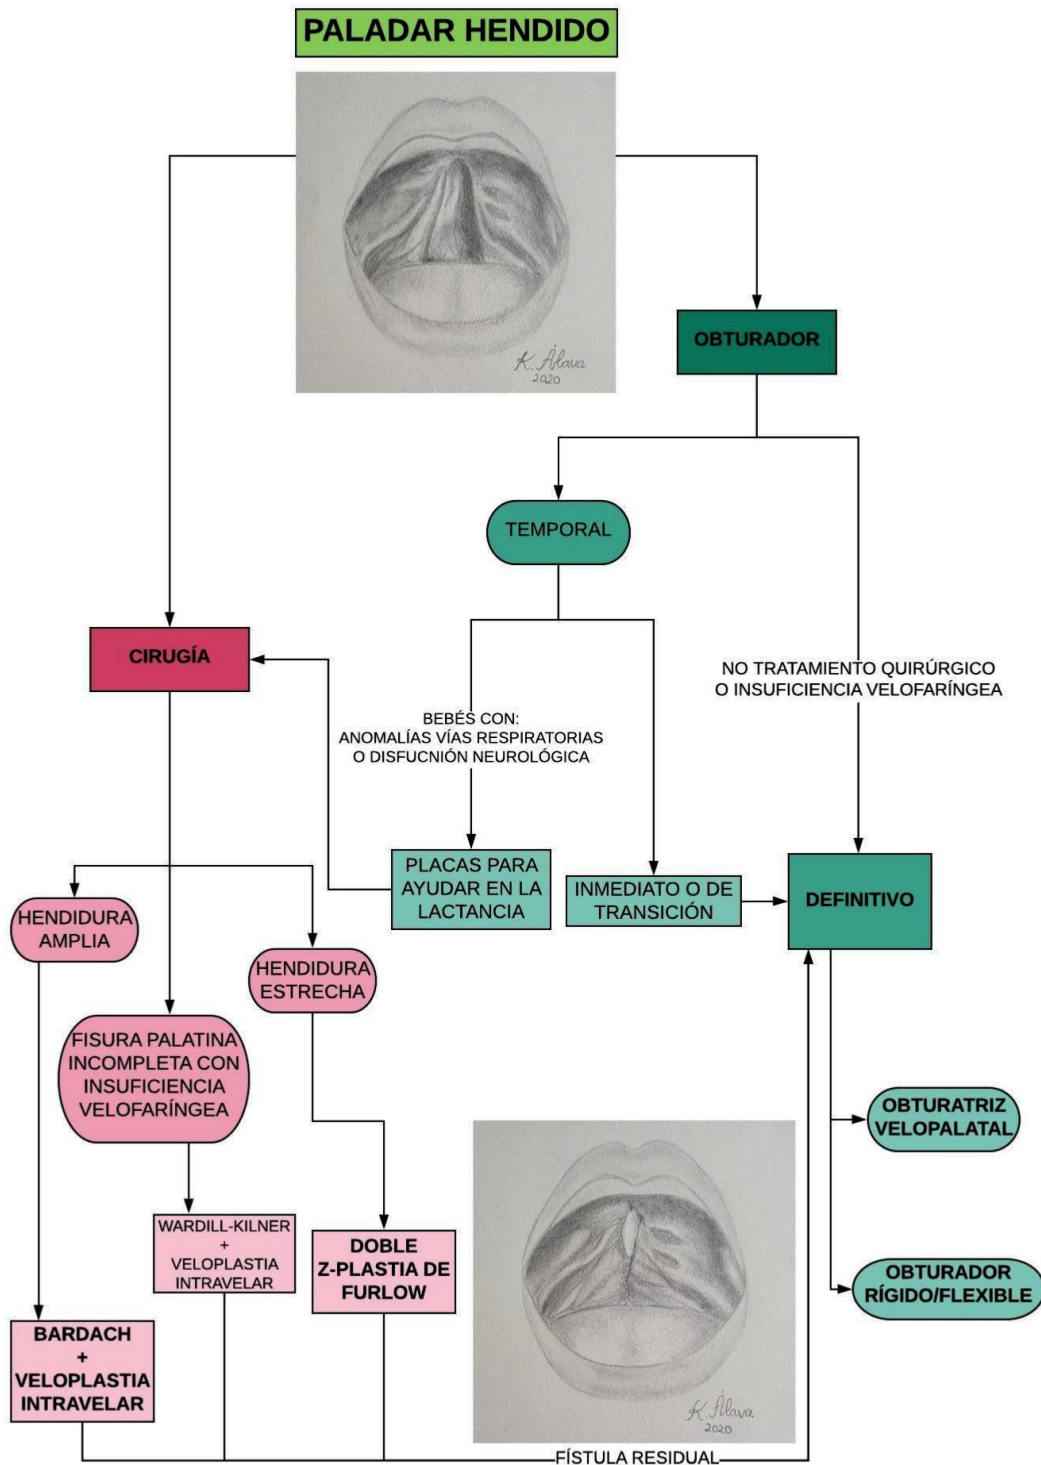 PALADAR HENDIDO
K. Álava
2020
OBTURADOR
TEMPORAL
CIRUGÍA
NO TRATAMIENTO QUIRÚRGICO
O INSUFICIENCIA VELOFARÍNGEA
BEBÉS CON:
ANOMALÍAS VÍAS RESPIRATORIAS
O DISFUCNIÓN NEUROLÓGICA
PLACAS PARA
AYUDAR EN LA
LACTANCIA
INMEDIATO O DE
TRANSICIÓN
DEFINITIVO
HENDIDURA
AMPLIA
HENDIDURA
ESTRECHA
FISURA PALATINA
INCOMPLETA CON
INSUFICIENCIA
VELOFARÍNGEA
OBTURATRIZ
VELOPALATAL
WARDILL-KILNER
+
VELOPLASTIA
INTRAVELAR
DOBLE
Z-PLASTIA DE
FURLOW
OBTURADOR
RÍGIDO/FLEXIBLE
BARDACH
+
VELOPLASTIA
INTRAVELAR
K. Álava
2020
FÍSTULA RESIDUAL